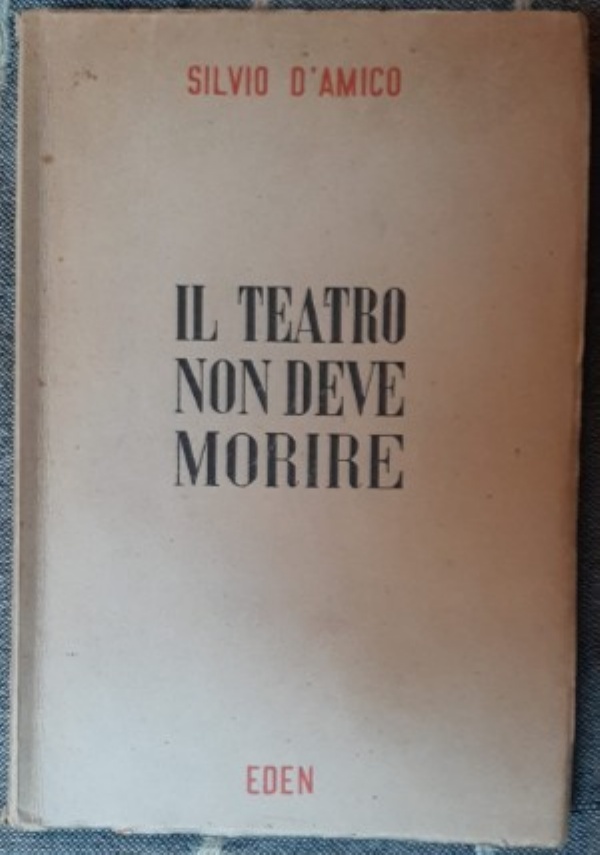 SILVIO D'AMICO
IL TEATRO
NON DEVE
MORIRE
EDEN